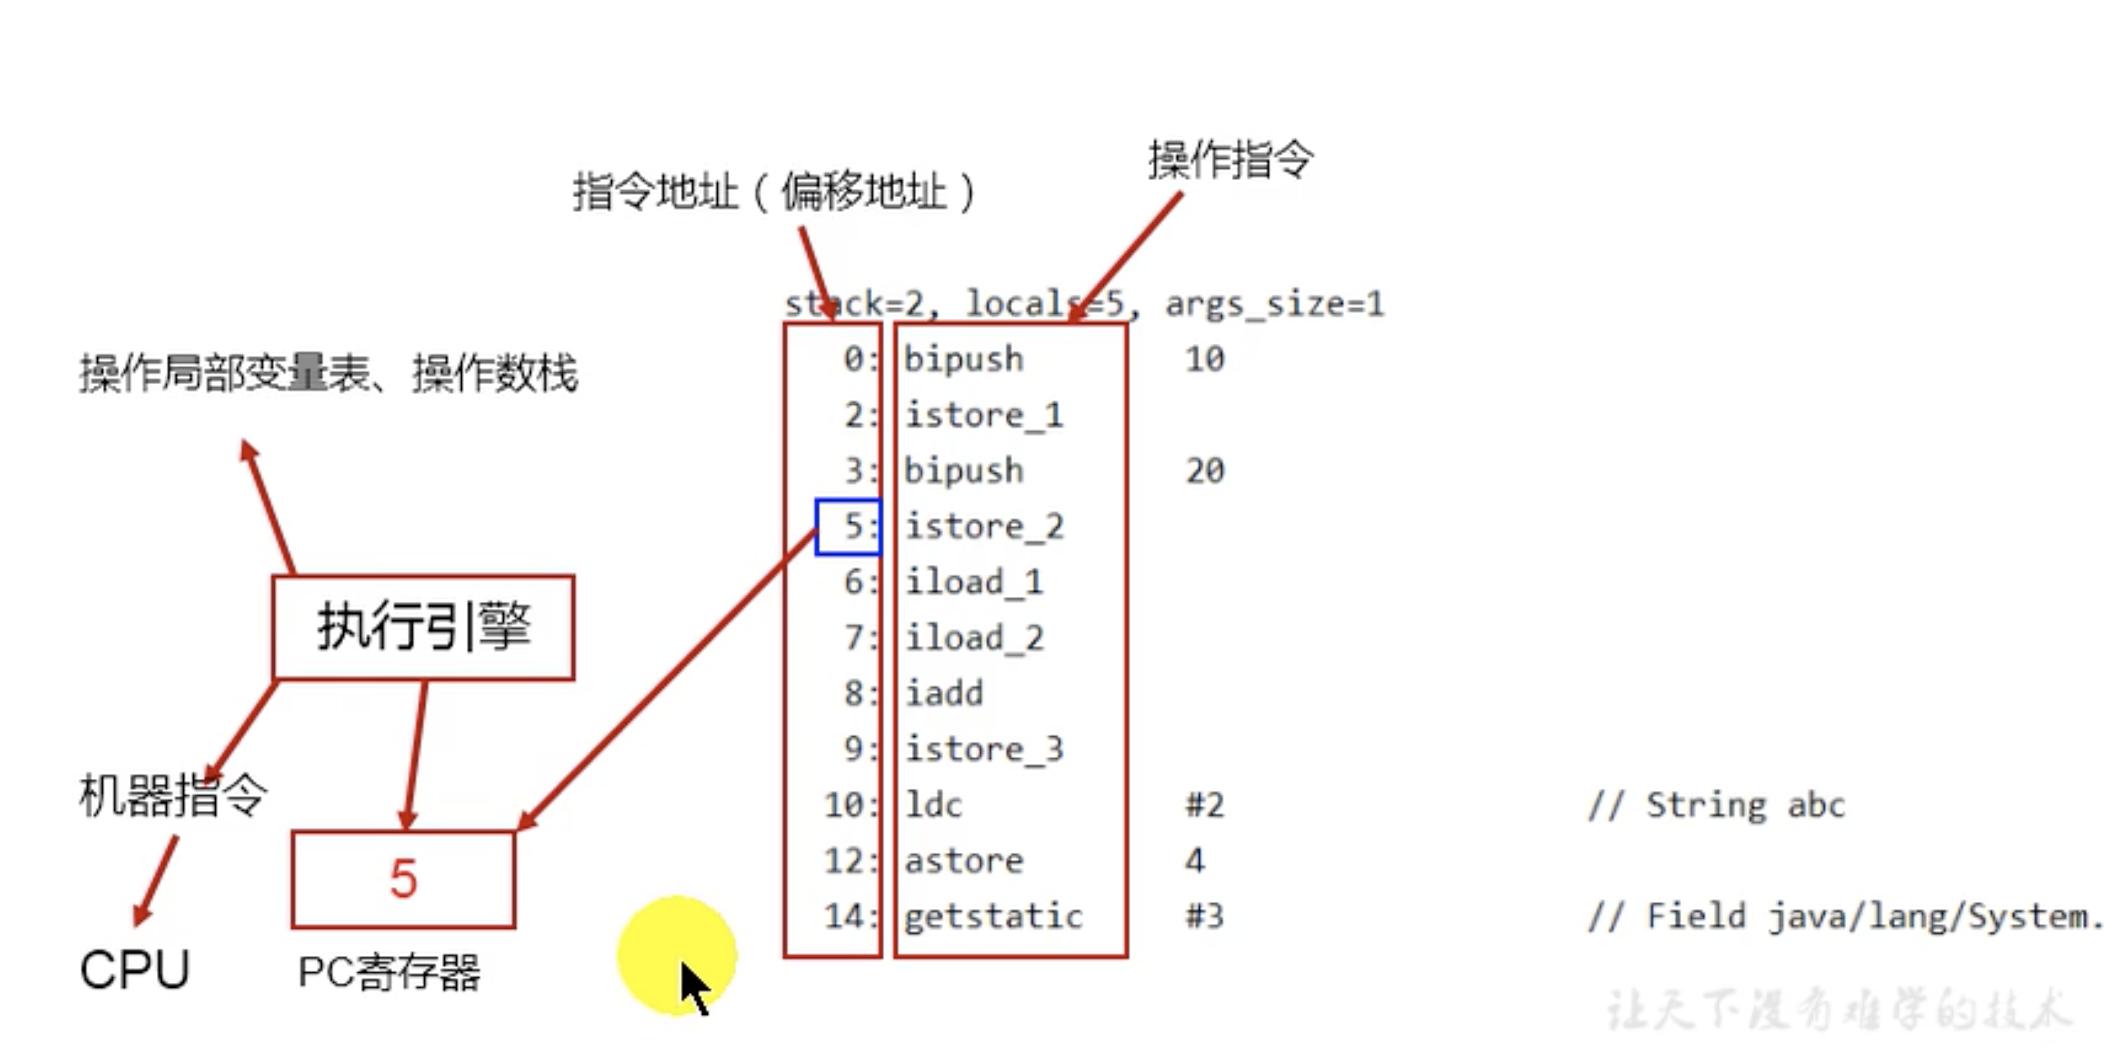 操作指令
指令地址（偏移地址）
stack=2, locals=5, args_size=1
操作局部变量表、操作数栈
0: bipush 10
2: istore_1
3: bipush 20
5: istore_2
6: iload_1
7: iload_2
8: iadd
9: istore_3
10: ldc #2 // String abc
12: astore 4
14: getstatic #3 // Field java/lang/System.
执行引擎
机器指令
5
CPU
PC寄存器
让天下没有难学的技术